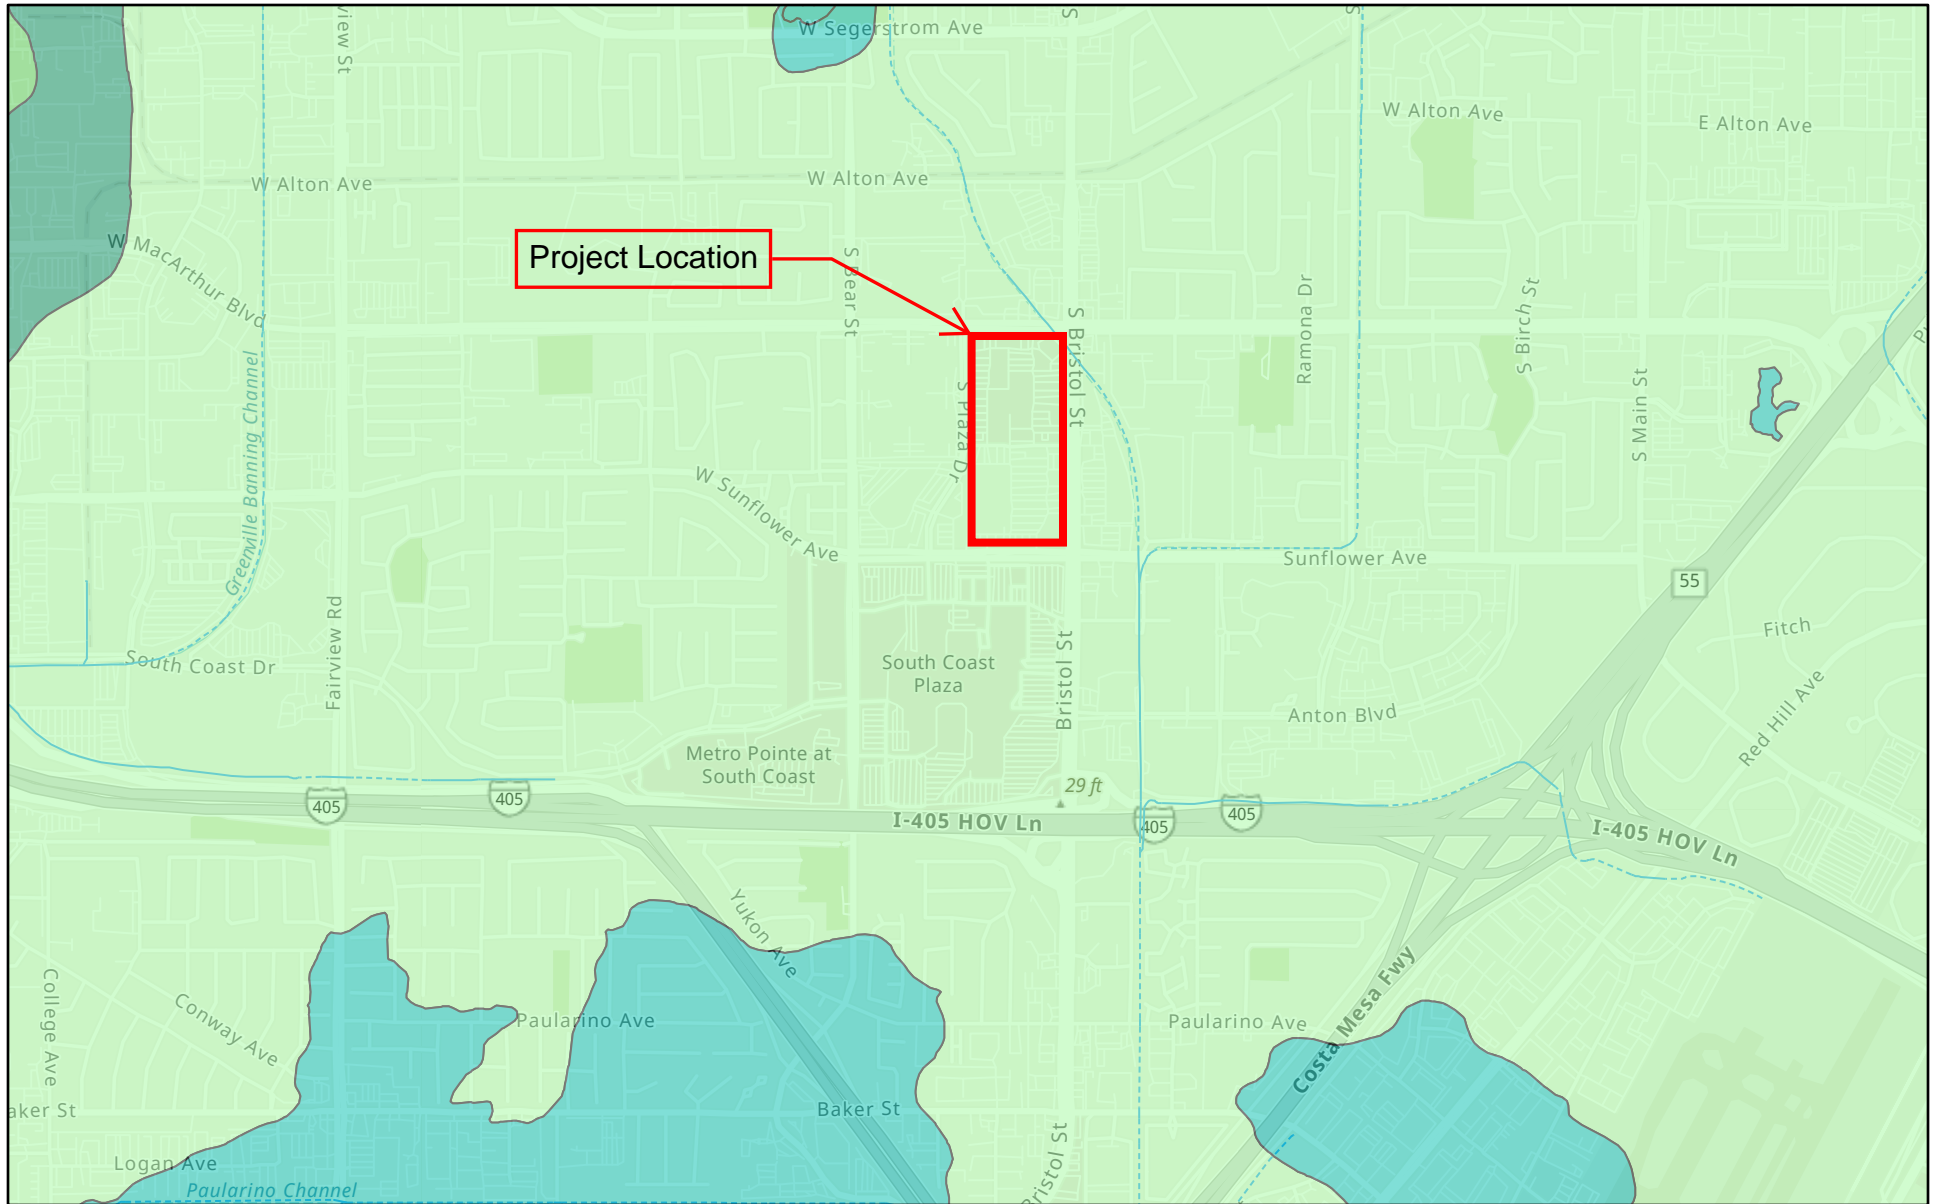 view St
W Segerstrom Ave
S
S
W Alton Ave
E Alton Ave
W Alton Ave
W Alton Ave
W MacArthur Blvd
Project Location
S Bear St
S Bristol St
Ramona Dr
S Birch St
S Main St
Greenville Banning Channel
S Plaza Dr
W Sunflower Ave
Sunflower Ave
55
Fitch
Fairview Rd
South Coast Dr
South Coast
Plaza
Bristol St
Anton Blvd
Red Hill Ave
Metro Pointe at
South Coast
29 ft
405
405
I-405 HOV Ln
405
405
I-405 HOV Ln
Yukon Ave
College Ave
Conway Ave
Paularino Ave
Paularino Ave
Costa Mesa Fwy
aker St
Baker St
Logan Ave
Bristol St
Paularino Channel